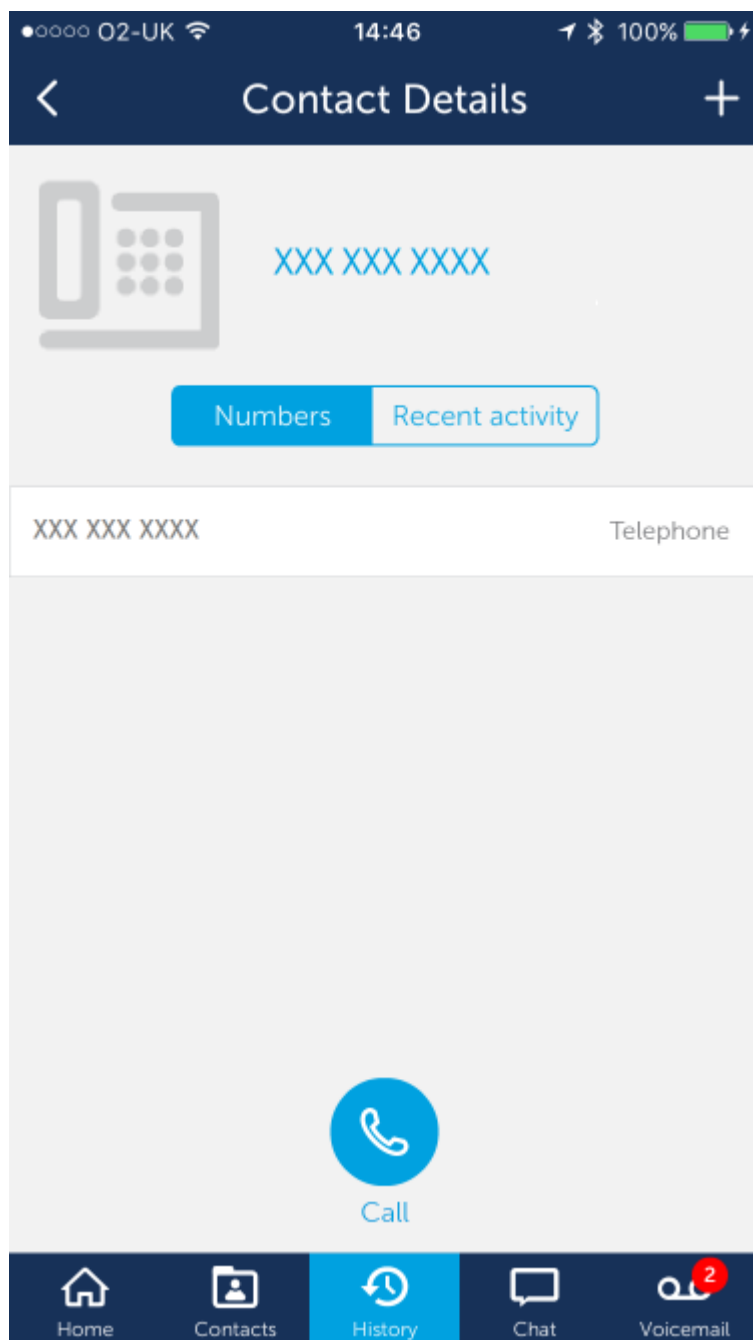 O2-UK 14:46 100%
Contact Details
XXX XXX XXXX
Numbers Recent activity
XXX XXX XXXX Telephone
Call
2
Home Contacts History Chat Voicemail